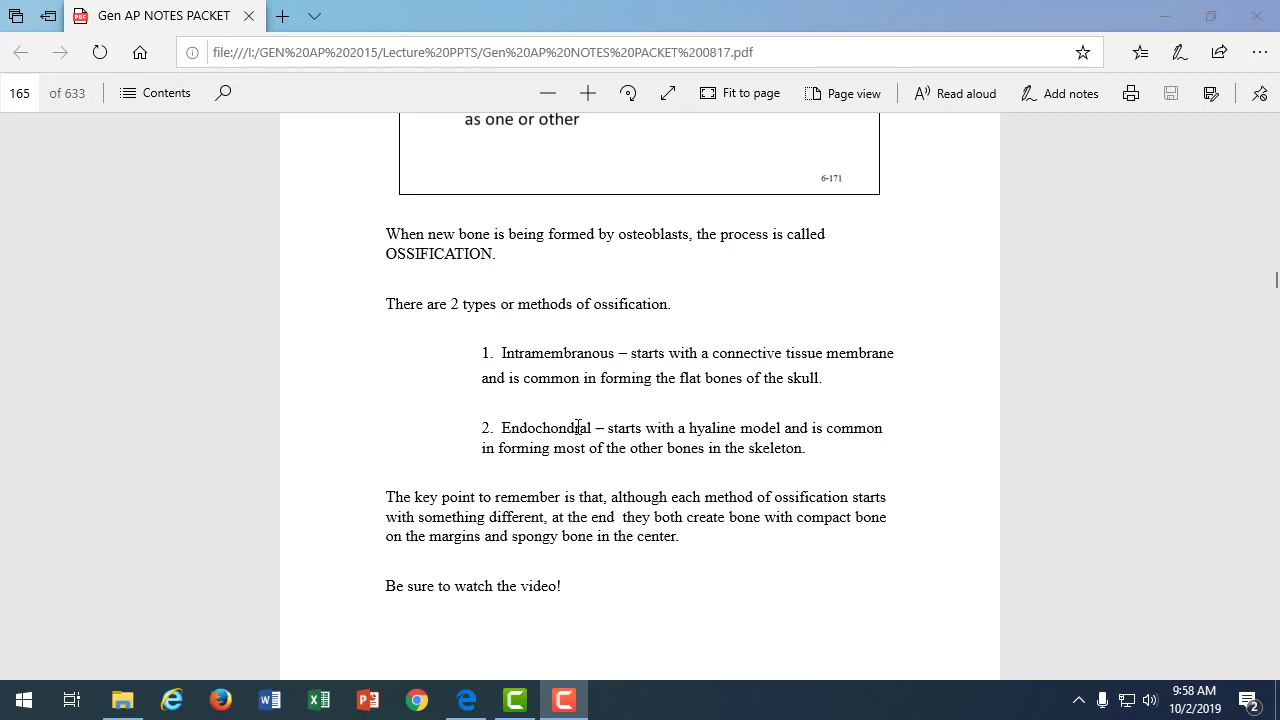 Gen AP NOTES PACKET
file:///I:/GEN%20AP%202015/Lecture%20PPTS/Gen%20AP%20NOTES%20PACKET%200817.pdf
165 of 633 Contents Fit to page Page view Read aloud Add notes
as one or other
6-171
When new bone is being formed by osteoblasts, the process is called
OSSIFICATION.
There are 2 types or methods of ossification.
1. Intramembranous – starts with a connective tissue membrane
and is common in forming the flat bones of the skull.
2. Endochondral – starts with a hyaline model and is common
in forming most of the other bones in the skeleton.
The key point to remember is that, although each method of ossification starts
with something different, at the end they both create bone with compact bone
on the margins and spongy bone in the center.
Be sure to watch the video!
9:58 AM
10/2/2019
2